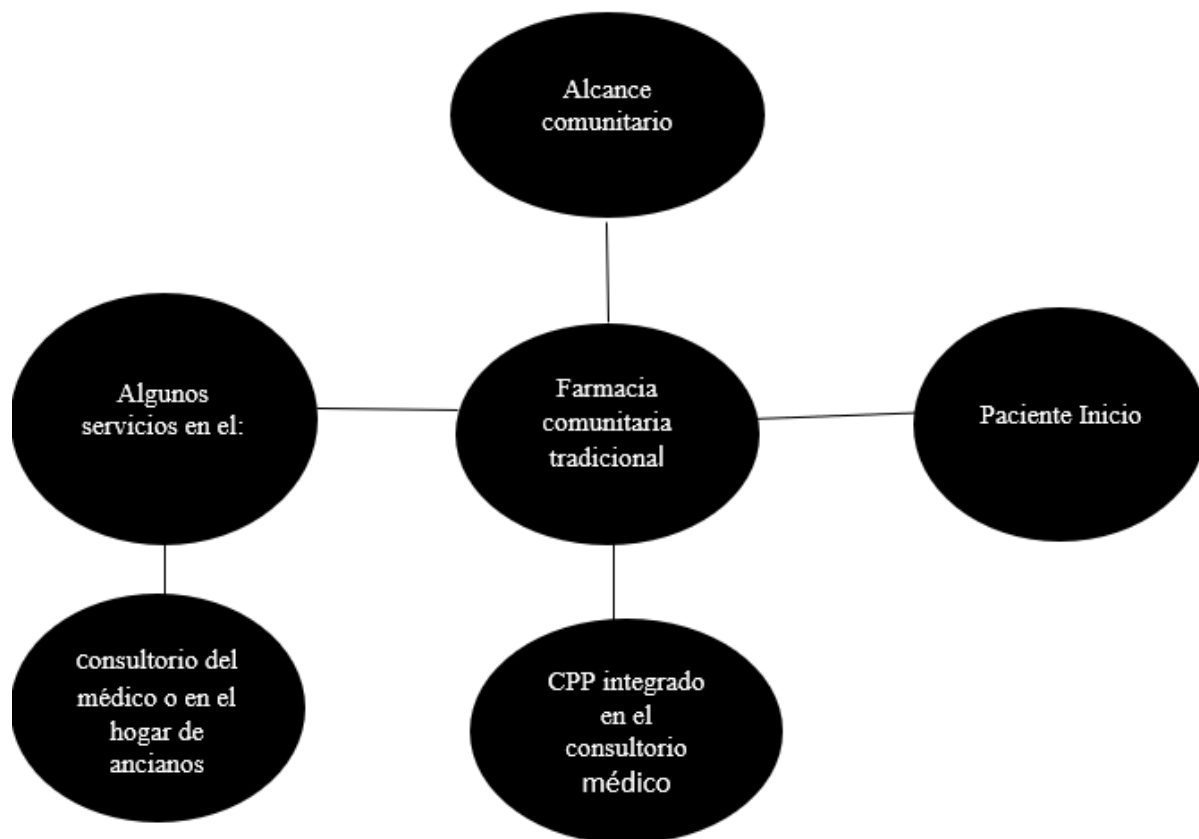 Alcance
comunitario
Algunos
servicios en el:
Farmacia
comunitaria
tradicional
Paciente Inicio
Consultorio del
médico o en el
hogar de
ancianos
CPP integrado
en el
consultorio
médico